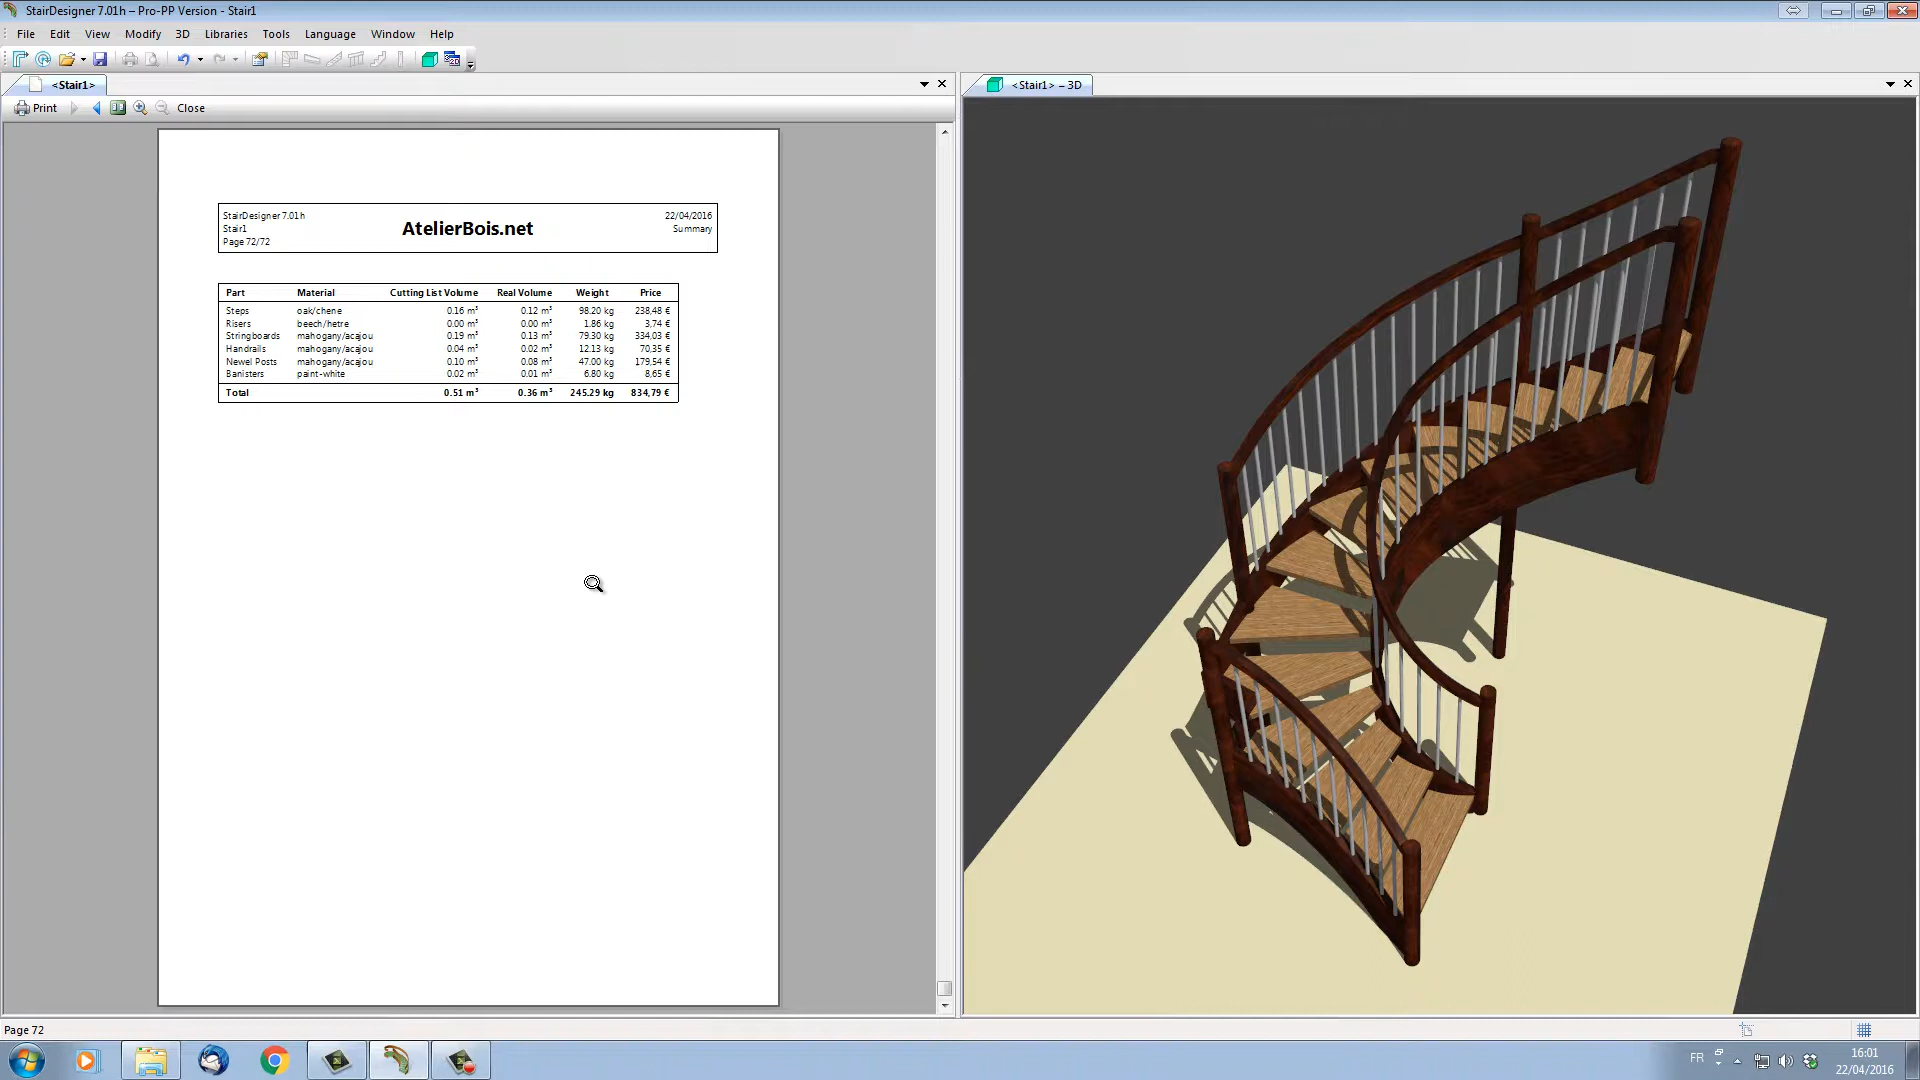 StairDesigner 7.01h – Pro-PP Version - Stair1
File Edit View Modify 3D Libraries Tools Language Window Help
<Stair1>
<Stair1> – 3D
Print Close
StairDesigner 7.01h
Stair1
Page 72/72
AtelierBois.net
22/04/2016
Summary
Part Material Cutting List Volume Real Volume Weight Price
Steps oak/chene 0.16 m³ 0.12 m³ 98.20 kg 238,48 €
Risers beech/hetre 0.00 m³ 0.00 m³ 1.86 kg 3,74 €
Stringboards mahogany/acajou 0.19 m³ 0.13 m³ 79.30 kg 334,03 €
Handrails mahogany/acajou 0.04 m³ 0.02 m³ 12.13 kg 70,35 €
Newel Posts mahogany/acajou 0.10 m³ 0.08 m³ 47.00 kg 179,54 €
Banisters paint-white 0.02 m³ 0.01 m³ 6.80 kg 8,65 €
Total 0.51 m³ 0.36 m³ 245.29 kg 834,79 €
Page 72
FR
16:01
22/04/2016